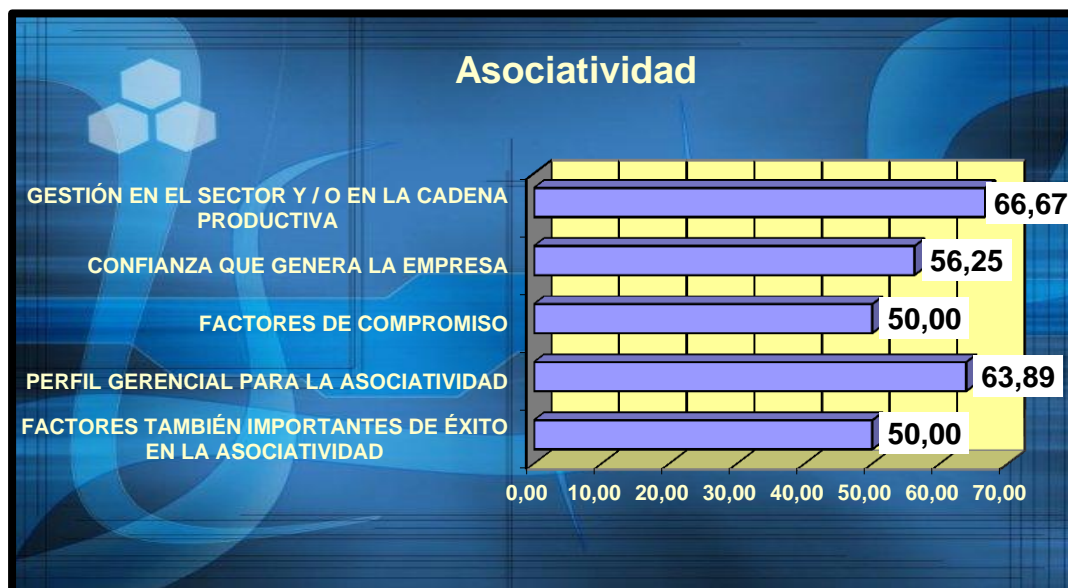 Asociatividad
GESTIÓN EN EL SECTOR Y / O EN LA CADENA
PRODUCTIVA
66,67
CONFIANZA QUE GENERA LA EMPRESA
56,25
FACTORES DE COMPROMISO
50,00
PERFIL GERENCIAL PARA LA ASOCIATIVIDAD
63,89
FACTORES TAMBIÉN IMPORTANTES DE ÉXITO
EN LA ASOCIATIVIDAD
50,00
0,00 10,00 20,00 30,00 40,00 50,00 60,00 70,00